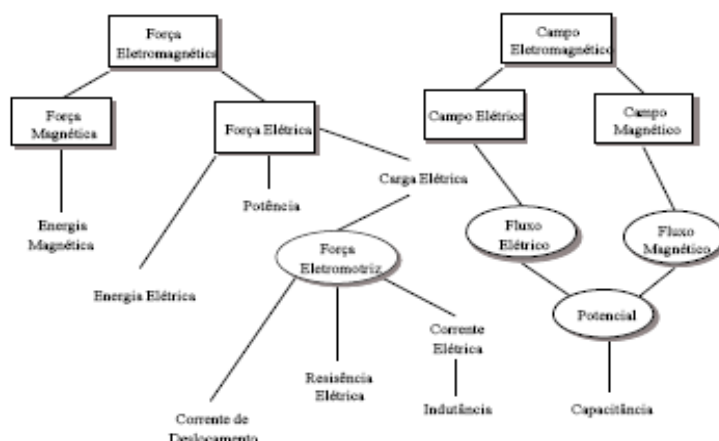 Força
Eletromagnética
Campo
Eletromagnético
Força
Magnética
Força Elétrica
Campo Elétrico
Campo
Magnético
Carga Elétrica
Potência
Energia
Magnética
Fluxo
Elétrico
Fluxo
Magnético
Força
Eletromotriz
Energia Elétrica
Potencial
Corrente
Elétrica
Resisência
Elétrica
Indutância
Capacitância
Corrente de
Deslocamento